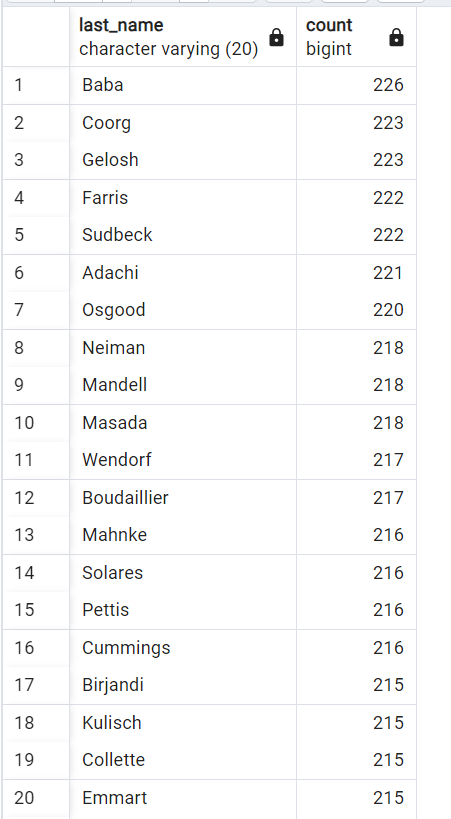 last_name count
character varying (20) bigint
1 Baba 226
2 Coorg 223
3 Gelosh 223
4 Farris 222
5 Sudbeck 222
6 Adachi 221
7 Osgood 220
8 Neiman 218
9 Mandell 218
10 Masada 218
11 Wendorf 217
12 Boudaillier 217
13 Mahnke 216
14 Solares 216
15 Pettis 216
16 Cummings 216
17 Birjandi 215
18 Kulisch 215
19 Collette 215
20 Emmart 215